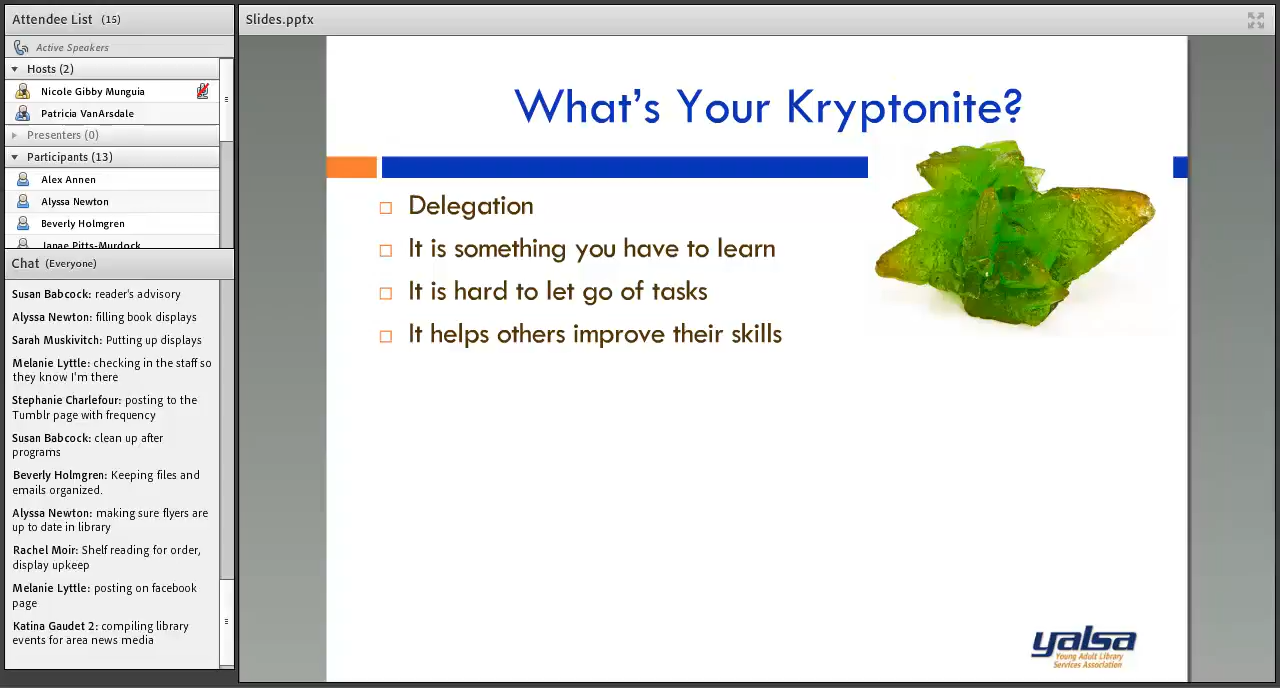 Attendee List (15)
Active Speakers
Hosts (2)
Nicole Gibby Munguia
Patricia VanArsdale
Presenters (0)
Participants (13)
Alex Annen
Alyssa Newton
Beverly Holmgren
Janae Pitts-Murdock
Chat (Everyone)
Susan Babcock: reader's advisory
Alyssa Newton: filling book displays
Sarah Muskivitch: Putting up displays
Melanie Lyttle: checking in the staff so
they know I'm there
Stephanie Charlefour: posting to the
Tumblr page with frequency
Susan Babcock: clean up after
programs
Beverly Holmgren: Keeping files and
emails organized.
Alyssa Newton: making sure flyers are
up to date in library
Rachel Moir: Shelf reading for order,
display upkeep
Melanie Lyttle: posting on facebook
page
Katina Gaudet 2: compiling library
events for area news media
Slides.pptx
What's Your Kryptonite?
Delegation
It is something you have to learn
It is hard to let go of tasks
It helps others improve their skills
yalsa
Young Adult Library
Services Association